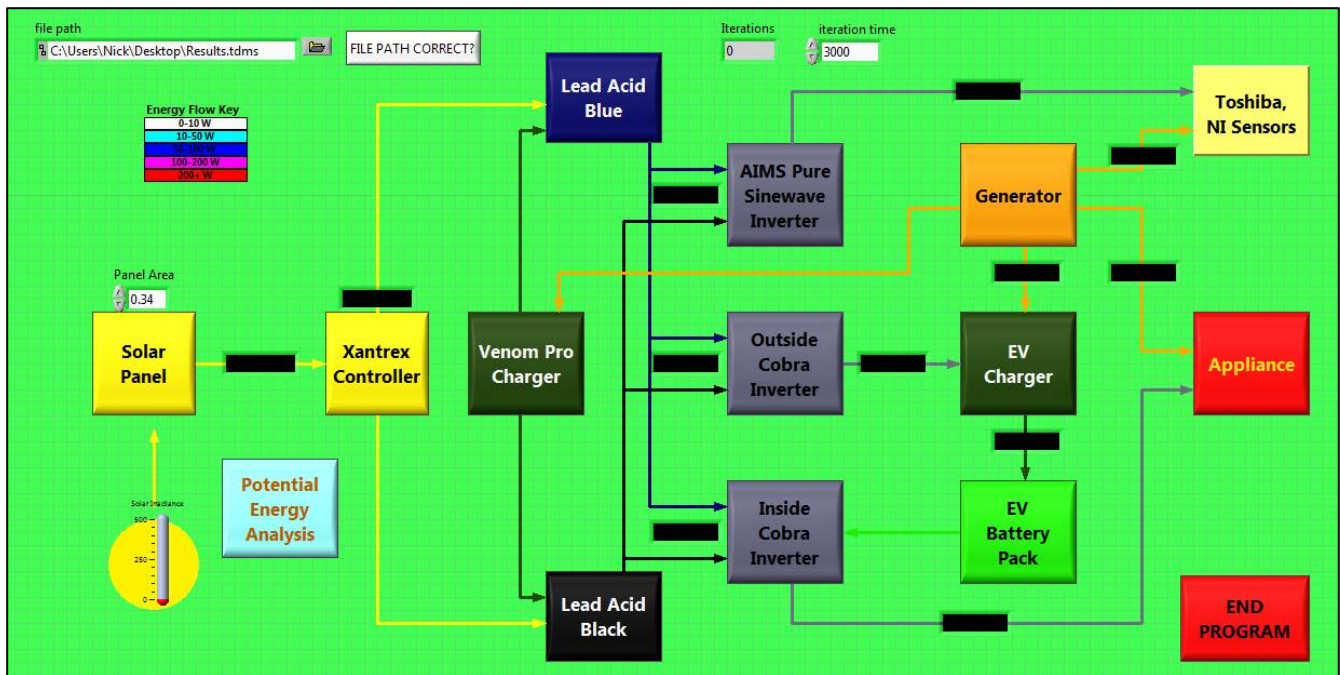 file path
C:\Users\Nick\Desktop\Results.tdms
FILE PATH CORRECT?
Iterations
0
iteration time
3000
Energy Flow Key
0-10 W
10-50 W
50-100 W
100-200 W
200+ W
Lead Acid
Blue
Toshiba,
NI Sensors
AIMS Pure
Sinewave
Inverter
Generator
Panel Area
0.34
Solar
Panel
Xantrex
Controller
Venom Pro
Charger
Outside
Cobra
Inverter
EV
Charger
Appliance
Solar Irradiance
500
250
0
Potential
Energy
Analysis
Inside
Cobra
Inverter
EV
Battery
Pack
Lead Acid
Black
END
PROGRAM